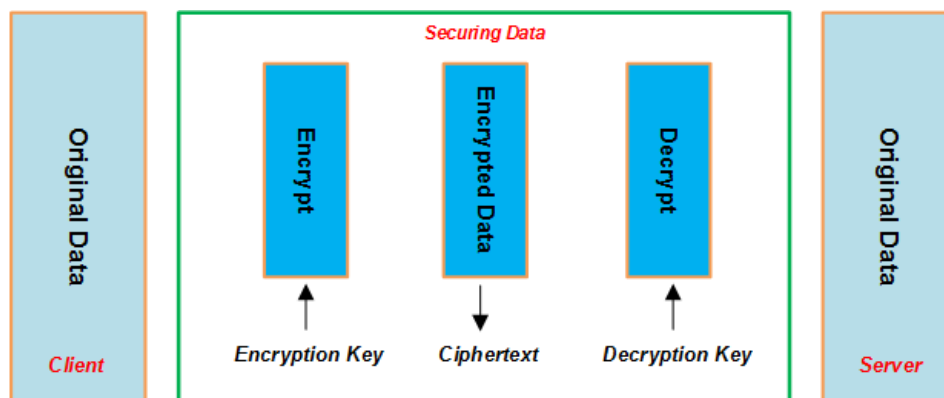 Original Data
Client
Securing Data
Encrypt
Encrypted Data
Decrypt
Encryption Key
Ciphertext
Decryption Key
Original Data
Server